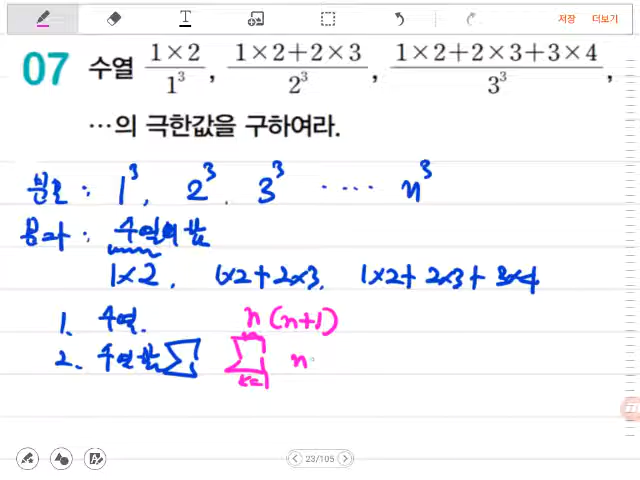 저장 더보기
07 수열 1×2/1³, 1×2+2×3/2³, 1×2+2×3+3×4/3³,
…의 극한값을 구하여라.
분모 : 1³, 2³, 3³ ···· n³
분자 : 수열의 합
1×2, 1×2+2×3, 1×2+2×3+3×4
1. 수열. n(n+1)
2. 수열 합 ∑ n∑k=1 n
23/105